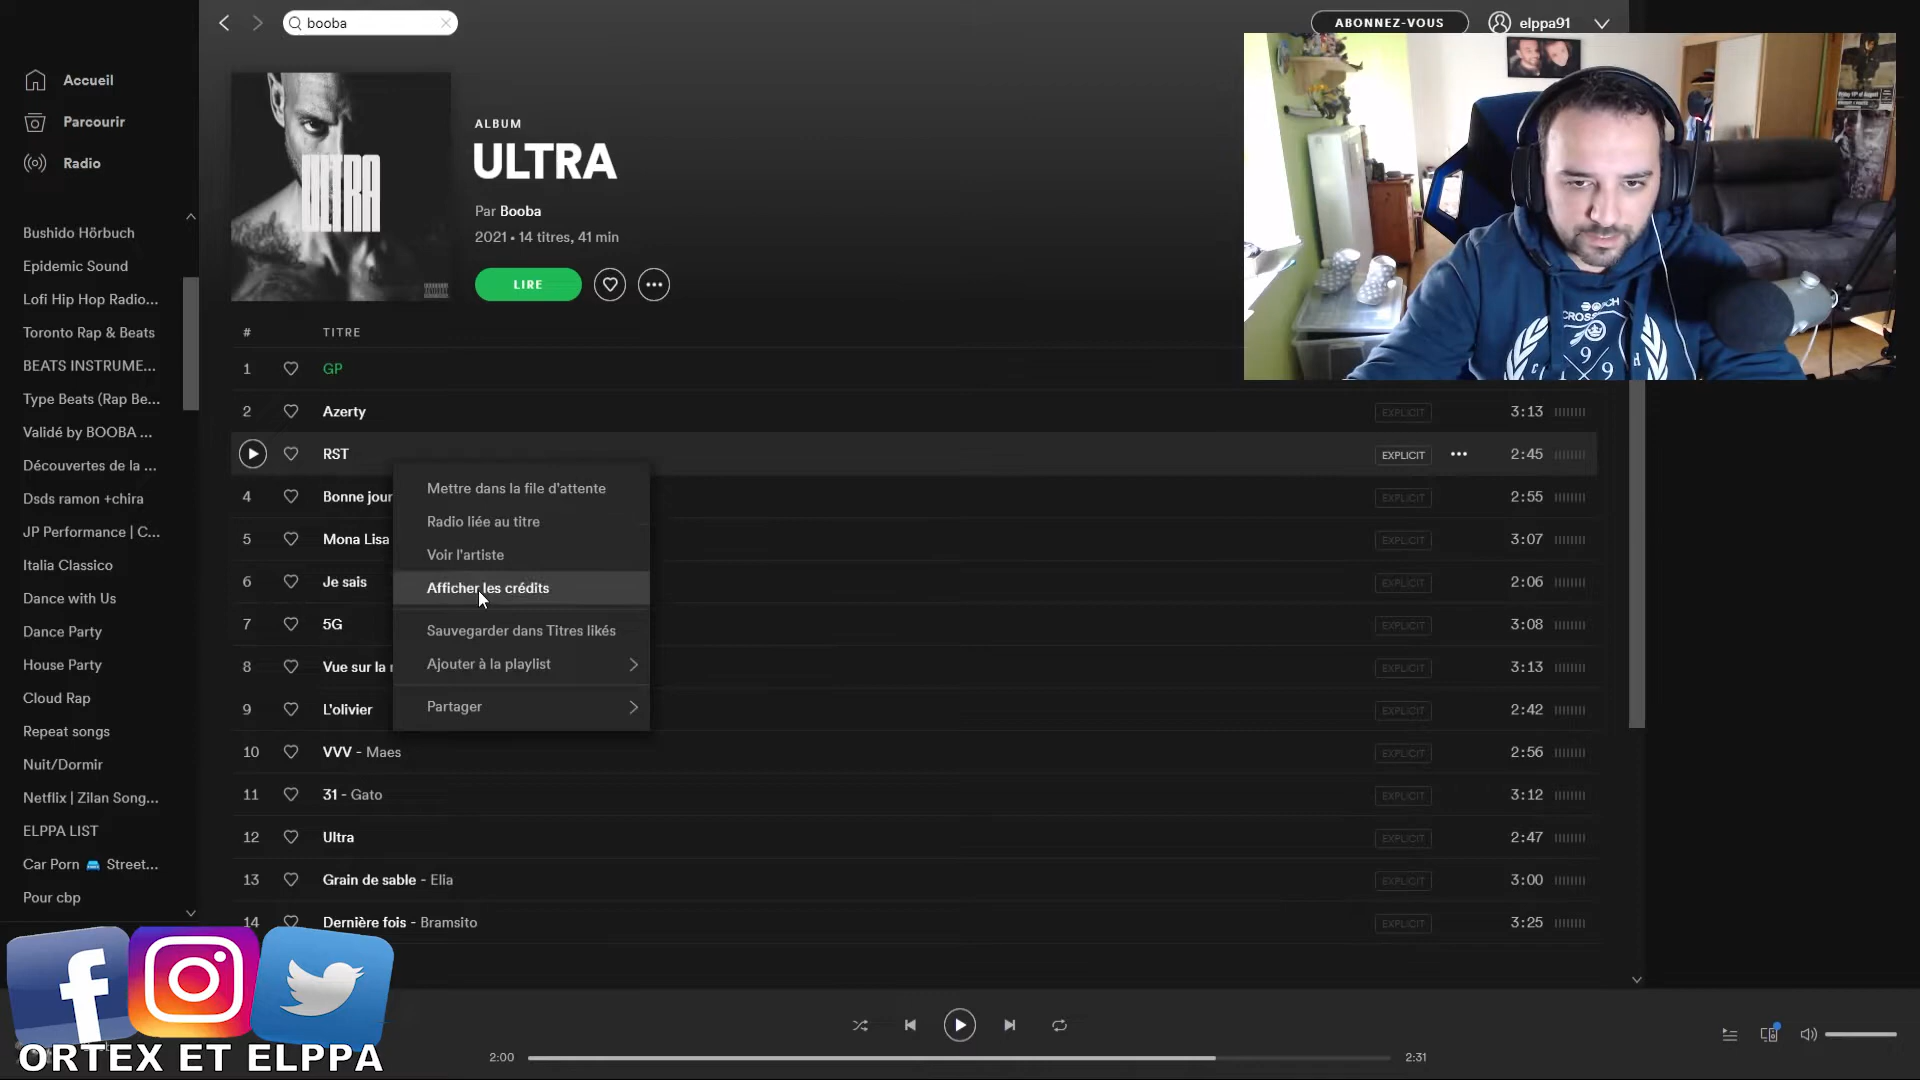 booba
ABONNEZ-VOUS
elppa91
Accueil
Parcourir
Radio
Bushido Hörbuch
Epidemic Sound
Lofi Hip Hop Radio...
Toronto Rap & Beats
BEATS INSTRUME...
Type Beats (Rap Be...
Validé by BOOBA ...
Découvertes de la ...
Dsds ramon +chira
JP Performance | C...
Italia Classico
Dance with Us
Dance Party
House Party
Cloud Rap
Repeat songs
Nuit/Dormir
Netflix | Zilan Song...
ELPPA LIST
Car Porn 🚘 Street...
Pour cbp
ULTRA
ALBUM
ULTRA
Par Booba
2021 • 14 titres, 41 min
LIRE
# TITRE
1 GP
2 Azerty EXPLICIT 3:13
RST EXPLICIT 2:45
4 Bonne jour EXPLICIT 2:55
5 Mona Lisa EXPLICIT 3:07
6 Je sais EXPLICIT 2:06
7 5G EXPLICIT 3:08
8 Vue sur la EXPLICIT 3:13
9 L'olivier EXPLICIT 2:42
10 VVV - Maes EXPLICIT 2:56
11 31 - Gato EXPLICIT 3:12
12 Ultra EXPLICIT 2:47
13 Grain de sable - Elia EXPLICIT 3:00
14 Dernière fois - Bramsito EXPLICIT 3:25
Mettre dans la file d'attente
Radio liée au titre
Voir l'artiste
Afficher les crédits
Sauvegarder dans Titres likés
Ajouter à la playlist
Partager
CROSS
9 9
ORTEX ET ELPPA
2:00
2:31